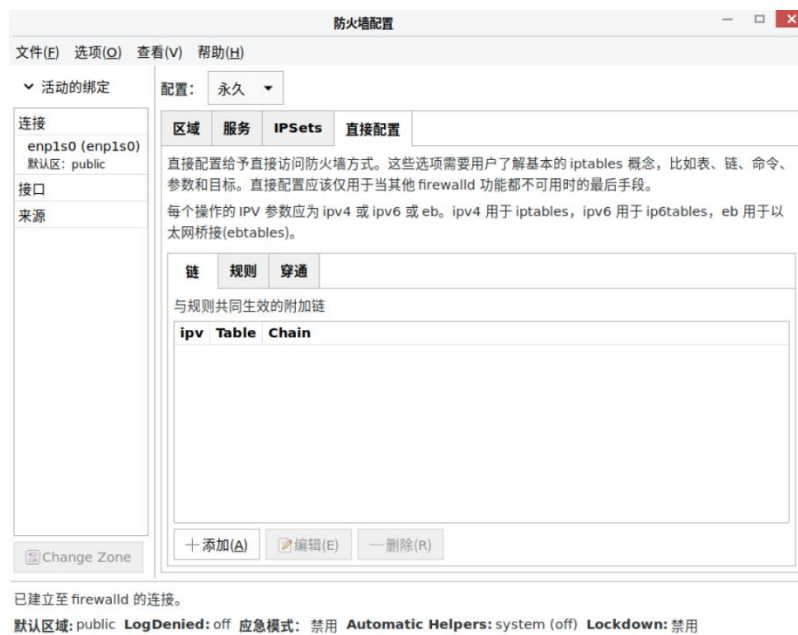 防火墙配置
文件(F) 选项(O) 查看(V) 帮助(H)
活动的绑定
连接
enp1s0 (enp1s0)
默认区: public
接口
来源
Change Zone
配置: 永久
区域 服务 IPSets 直接配置
直接配置给予直接访问防火墙方式。这些选项需要用户了解基本的 iptables 概念，比如表、链、命令、
参数和目标。直接配置应该仅用于当其他 firewalld 功能都不可用时的最后手段。
每个操作的 IPV 参数应为 ipv4 或 ipv6 或 eb。ipv4 用于 iptables，ipv6 用于 ip6tables，eb 用于以
太网桥接(ebtables)。
链 规则 穿通
与规则共同生效的附加链
ipv Table Chain
添加(A) 编辑(E) 删除(R)
已建立至 firewalld 的连接。
默认区域: public LogDenied: off 应急模式: 禁用 Automatic Helpers: system (off) Lockdown: 禁用